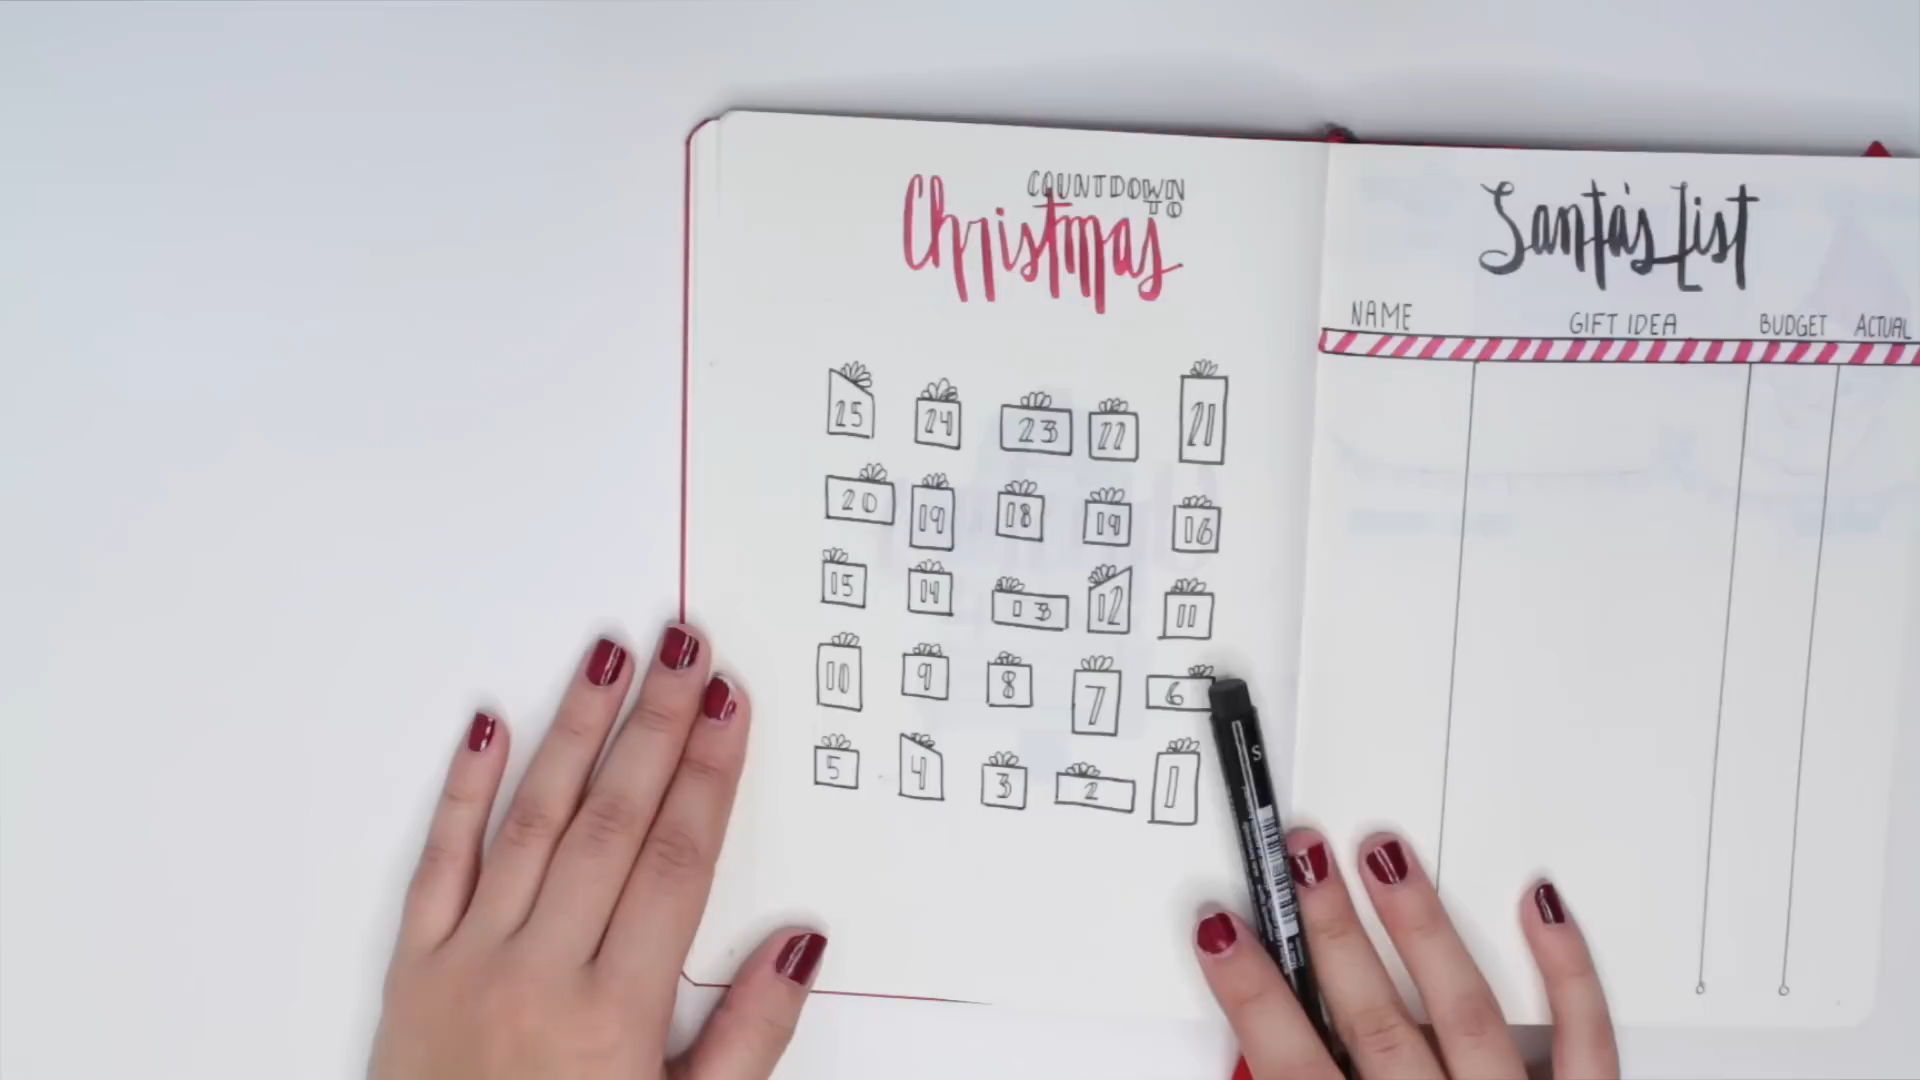 COUNTDOWN
TO
Christmas
25 24 23 22 21
20 19 18 19 16
15 14 13 12 11
10 9 8 7 6
5 4 3 2 1
Santa's List
NAME GIFT IDEA BUDGET ACTUAL
S